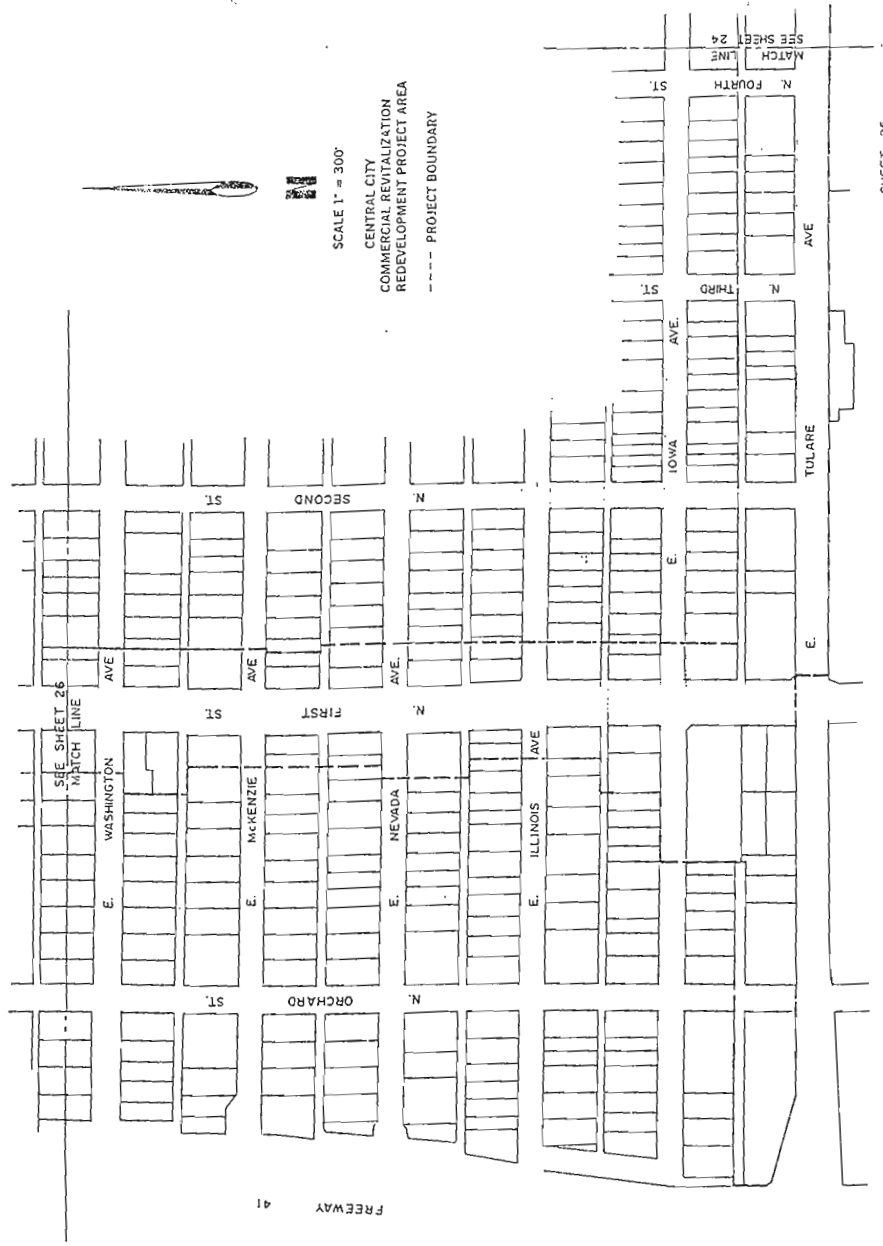 SEE SHEET 26
MATCH LINE
SCALE 1" = 300'
CENTRAL CITY
COMMERCIAL REVITALIZATION
REDEVELOPMENT PROJECT AREA
---- PROJECT BOUNDARY
E. WASHINGTON AVE
E. McKENZIE AVE
E. NEVADA AVE.
E. ILLINOIS AVE
E. IOWA AVE.
E. TULARE AVE
FREEWAY 41
N. ORCHARD ST.
N. FIRST ST.
N. SECOND ST.
N. THIRD ST.
N. FOURTH ST.
MATCH LINE
SEE SHEET 24